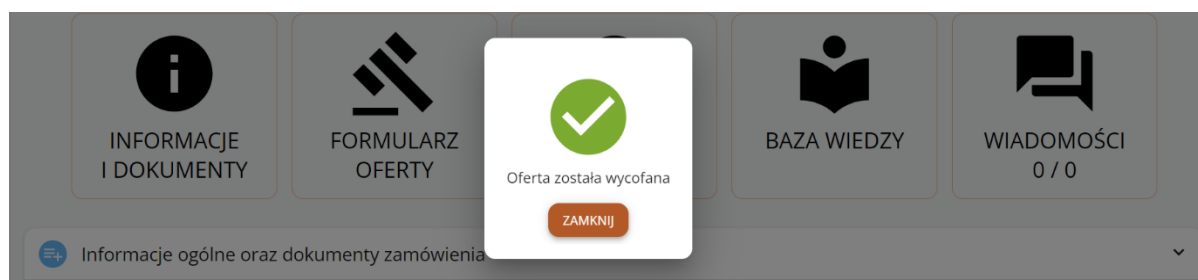 INFORMACJE
I DOKUMENTY
FORMULARZ
OFERTY
Oferta została wycofana
ZAMKNIJ
BAZA WIEDZY
WIADOMOŚCI
0 / 0
Informacje ogólne oraz dokumenty zamówienia